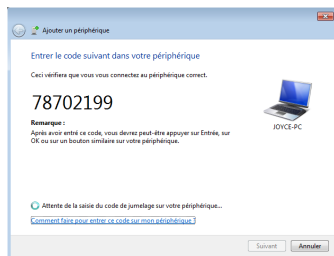 Ajouter un périphérique
Entrer le code suivant dans votre périphérique
Ceci vérifiera que vous vous connectez au périphérique correct.
78702199
Remarque :
Après avoir entré ce code, vous devrez peut-être appuyer sur Entrée, sur
OK ou sur un bouton similaire sur votre périphérique.
JOYCE-PC
Attente de la saisie du code de jumelage sur votre périphérique...
Comment faire pour entrer ce code sur mon périphérique ?
Suivant
Annuler